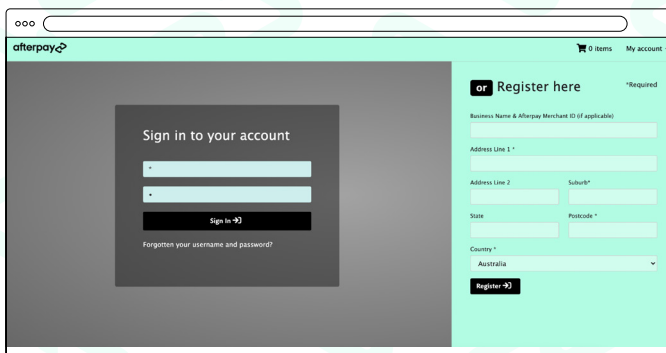 afterpay
0 items My account
Sign in to your account
*
*
Sign In
Forgotten your username and password?
or Register here
*Required
Business Name & Afterpay Merchant ID (if applicable)
Address Line 1 *
Address Line 2 Suburb*
State Postcode *
Country *
Australia
Register